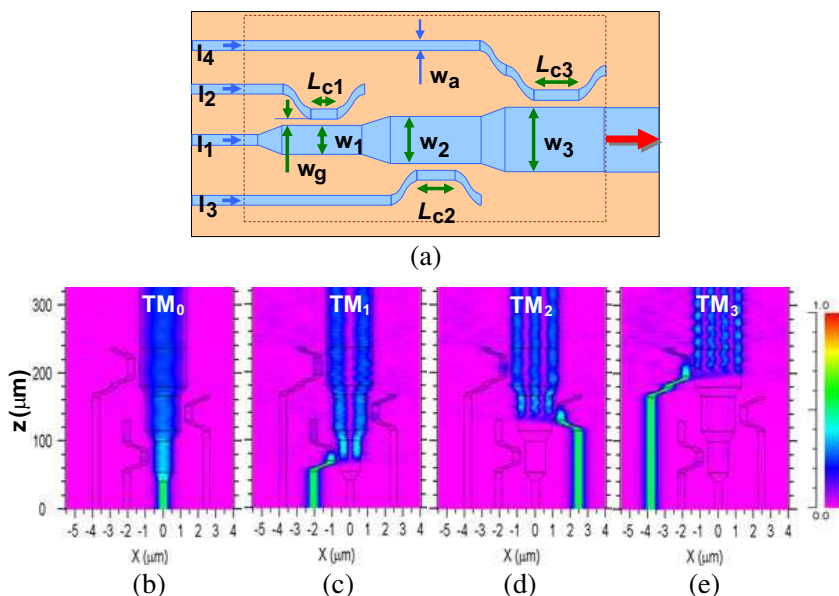 I4
Lc1
Lc3
I2
wa
I1
w1
w2
w3
wg
I3
Lc2
(a)
TM0
TM1
TM2
TM3
1.0
300
200
100
0
z (μm)
0.0
-5 -4 -3 -2 -1 0 1 2 3 4
-5 -4 -3 -2 -1 0 1 2 3 4
-5 -4 -3 -2 -1 0 1 2 3 4
-5 -4 -3 -2 -1 0 1 2 3 4
X (μm)
X (μm)
X (μm)
X (μm)
(b)
(c)
(d)
(e)